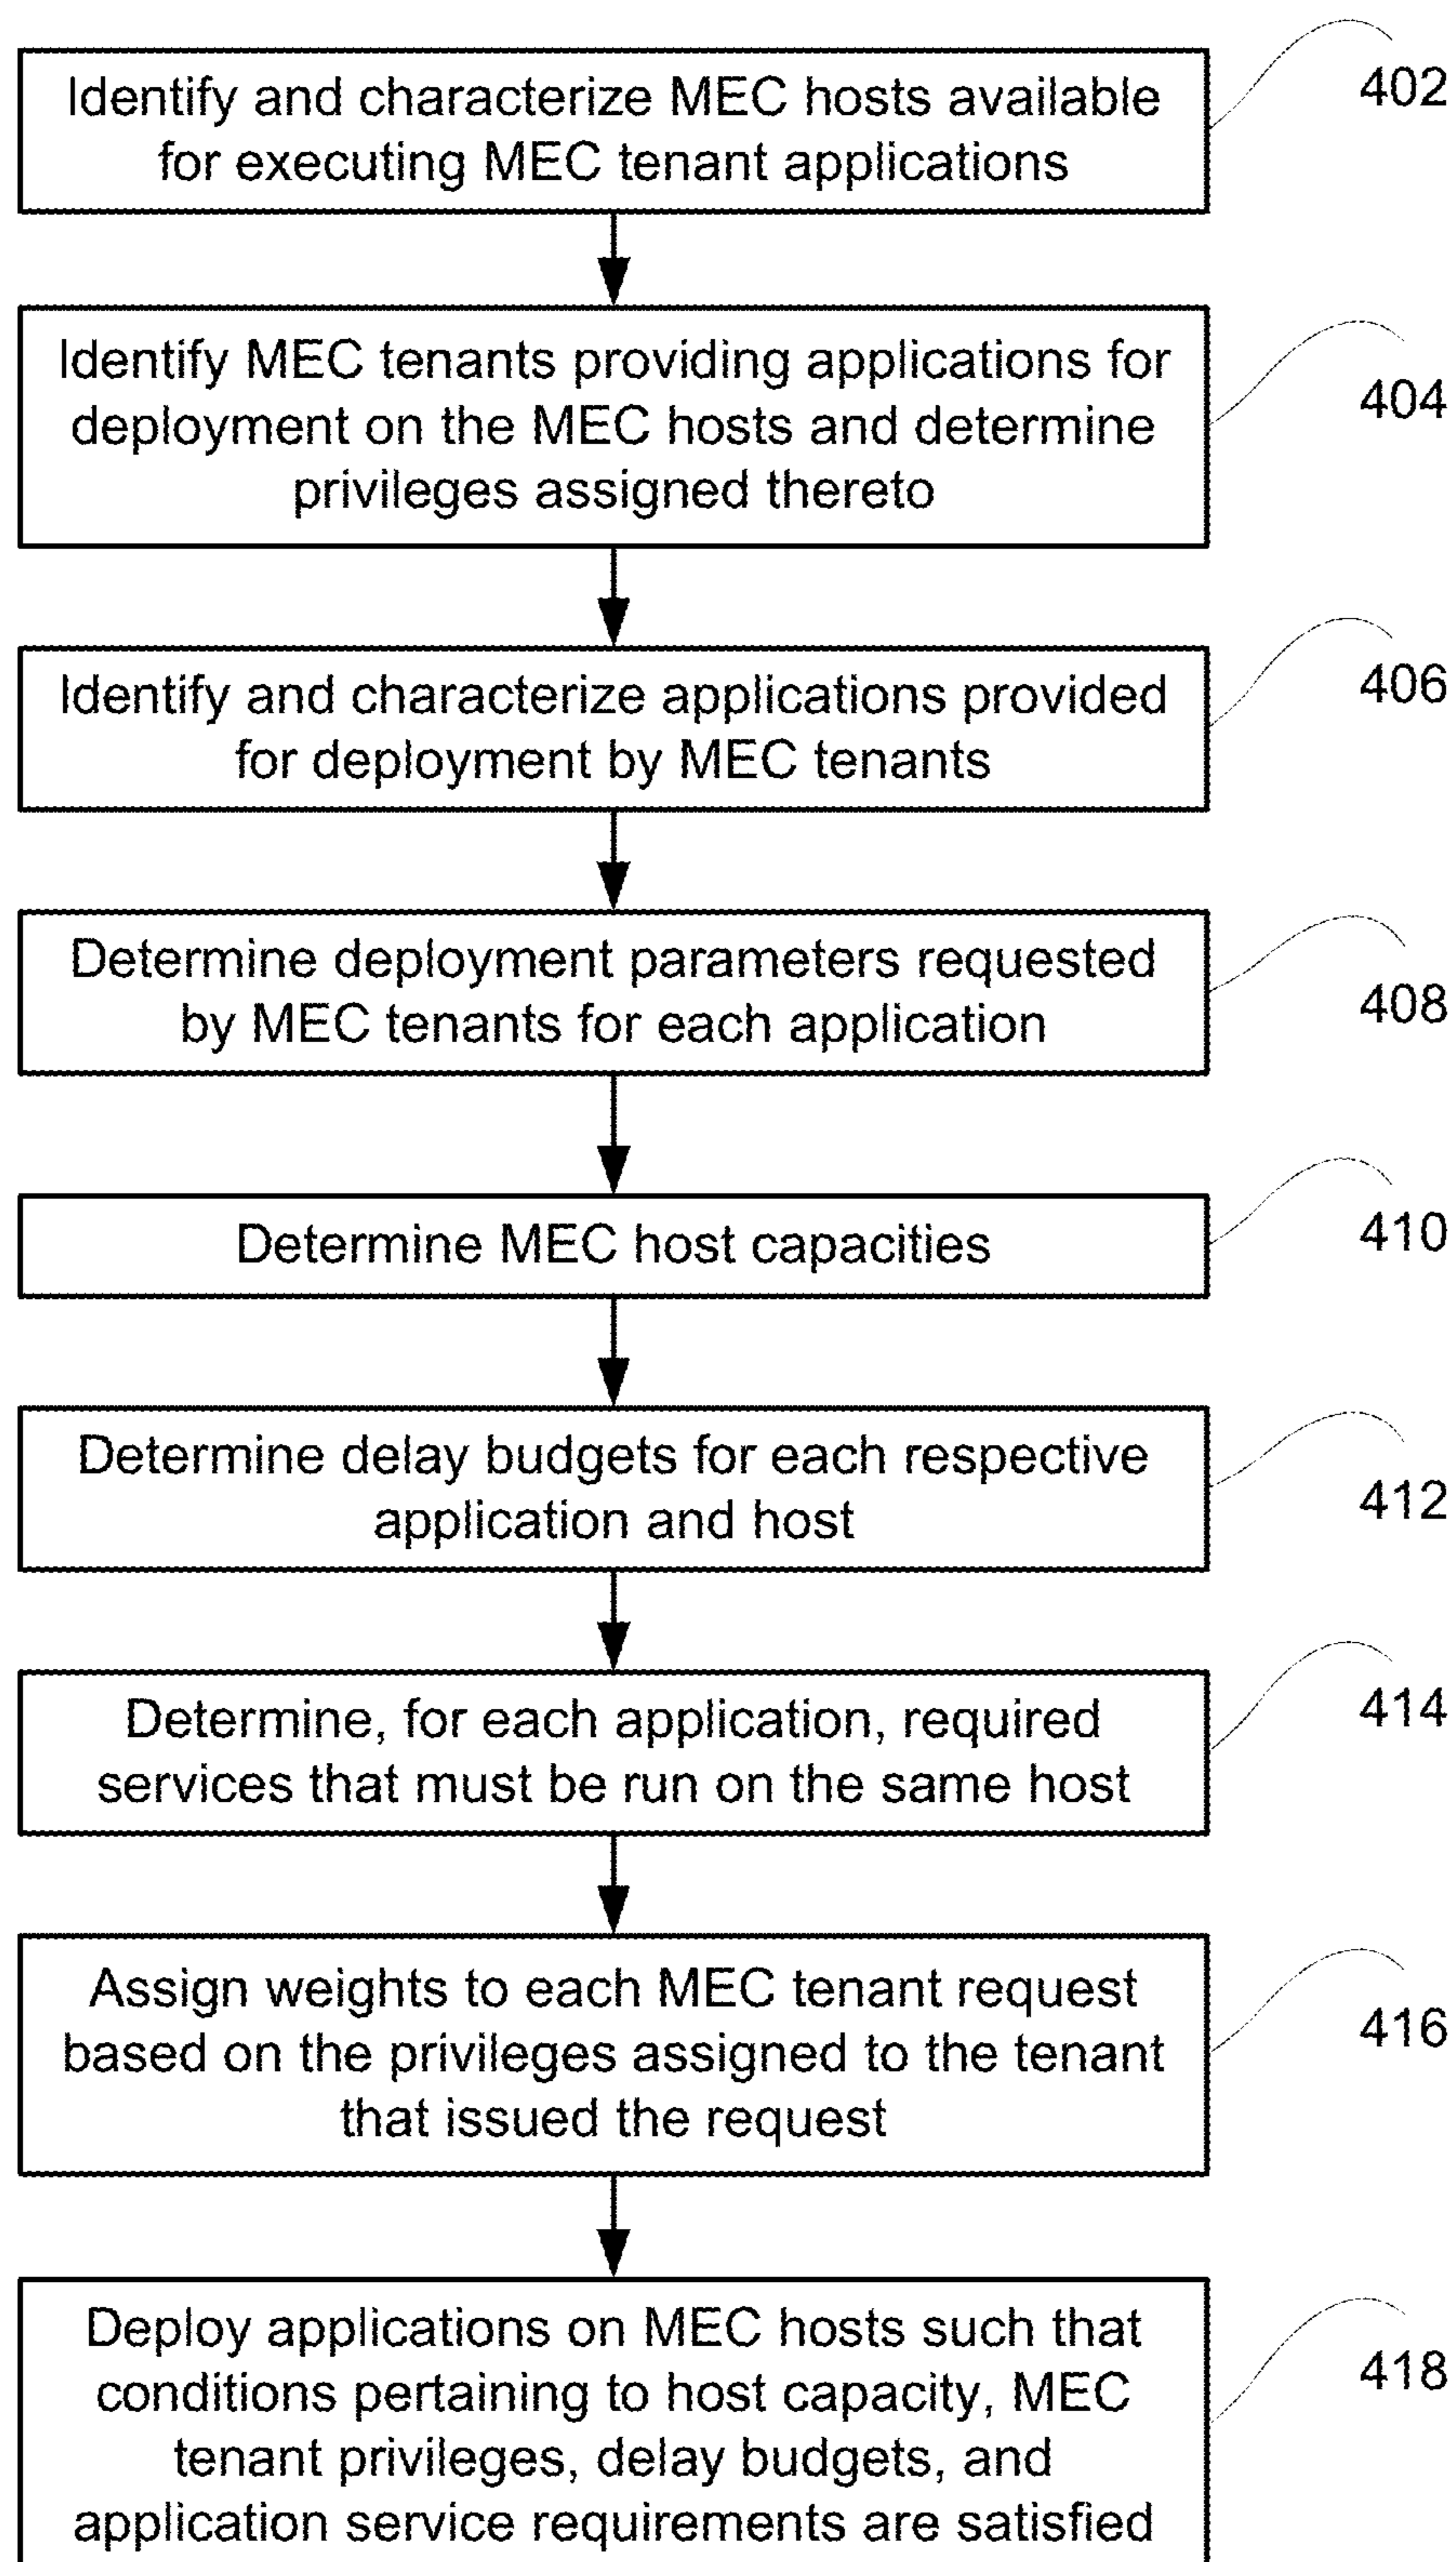 Identify and characterize MEC hosts available
for executing MEC tenant applications
402
Identify MEC tenants providing applications for
deployment on the MEC hosts and determine
privileges assigned thereto
404
Identify and characterize applications provided
for deployment by MEC tenants
406
Determine deployment parameters requested
by MEC tenants for each application
408
Determine MEC host capacities
410
Determine delay budgets for each respective
application and host
412
Determine, for each application, required
services that must be run on the same host
414
Assign weights to each MEC tenant request
based on the privileges assigned to the tenant
that issued the request
416
Deploy applications on MEC hosts such that
conditions pertaining to host capacity, MEC
tenant privileges, delay budgets, and
application service requirements are satisfied
418